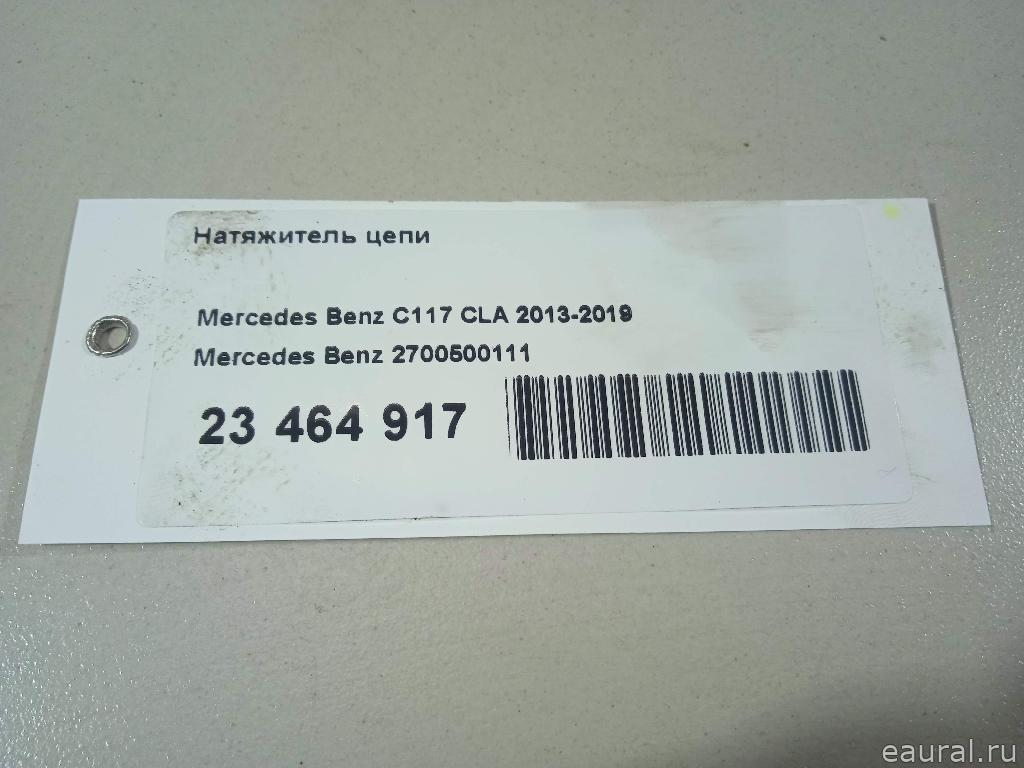 Натяжитель цепи
Mercedes Benz C117 CLA 2013-2019
Mercedes Benz 2700500111
23 464 917
eaural.ru